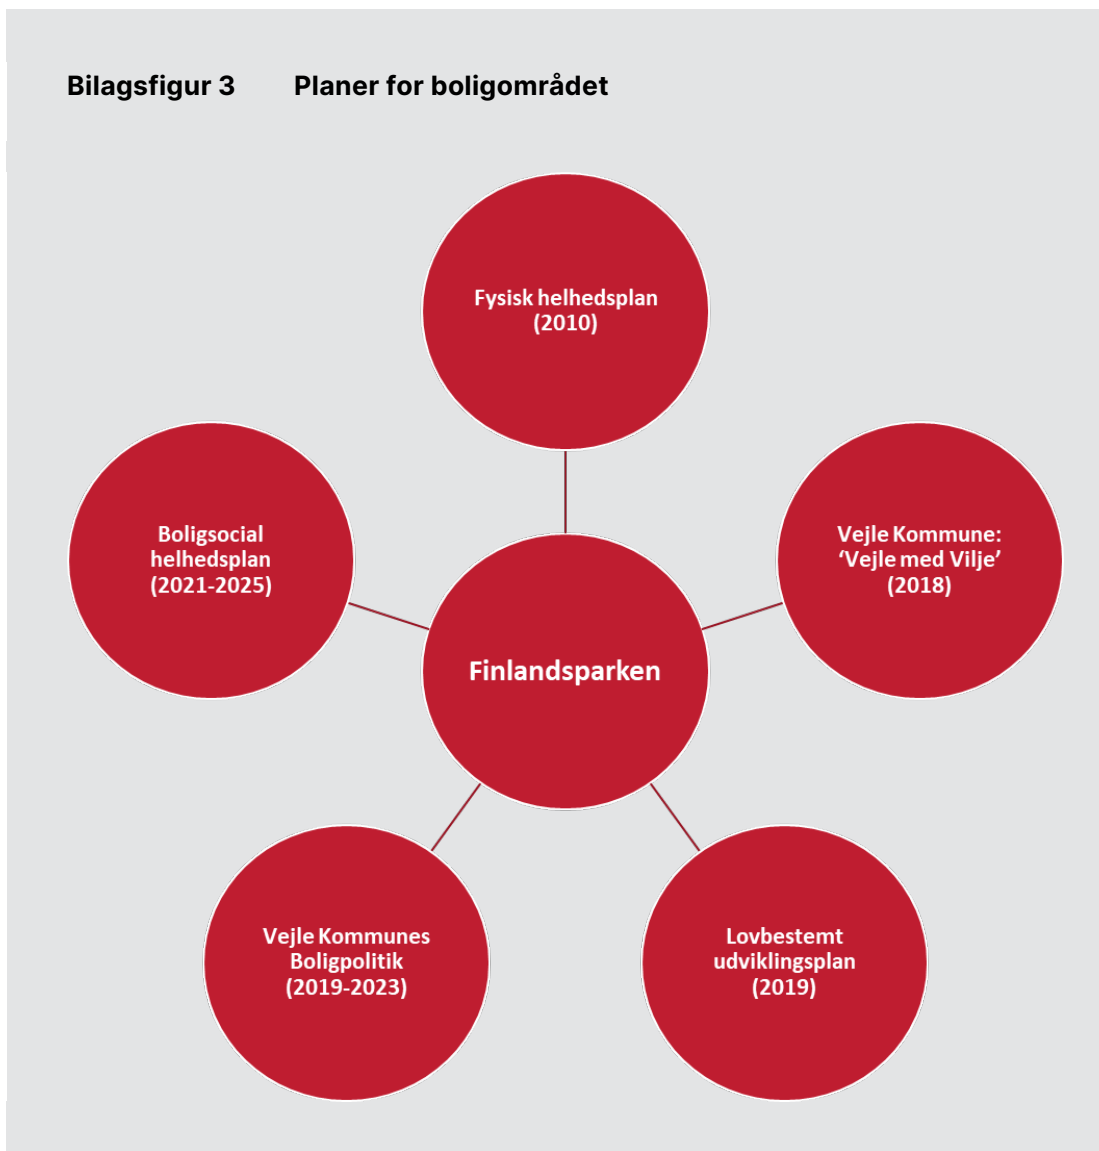 Bilagsfigur 3 Planer for boligområdet
Fysisk helhedsplan
(2010)
Boligsocial
helhedsplan
(2021-2025)
Vejle Kommune:
‘Vejle med Vilje’
(2018)
Finlandsparken
Vejle Kommunes
Boligpolitik
(2019-2023)
Lovbestemt
udviklingsplan
(2019)